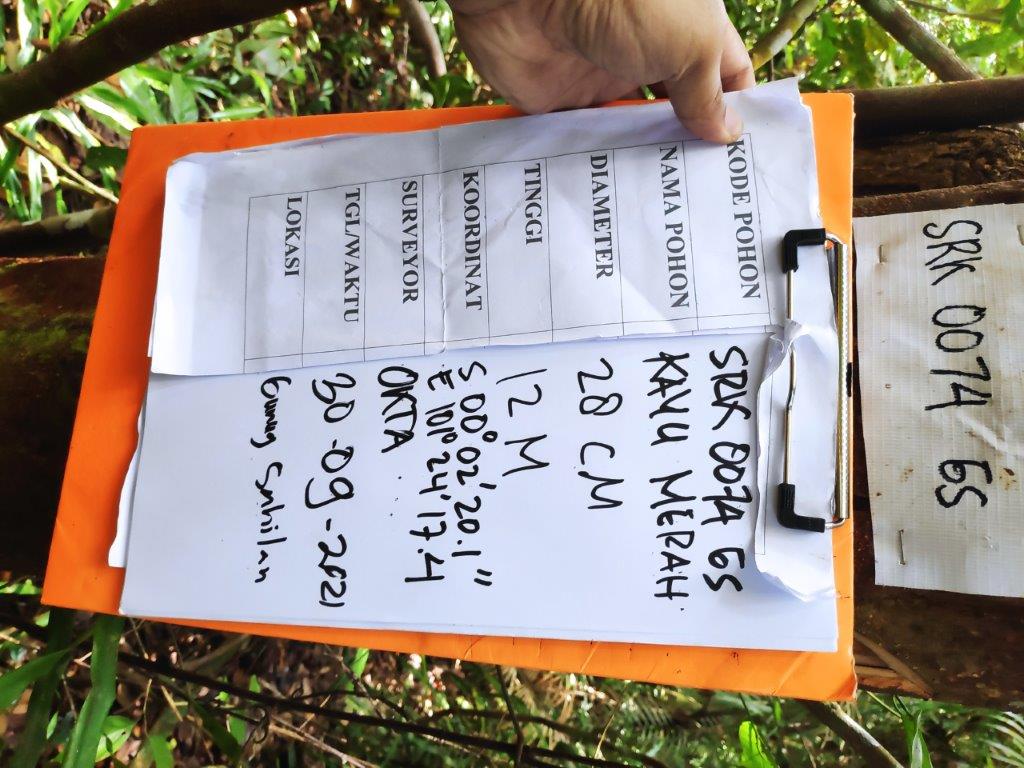 KODE POHON SRK 0074 GS
NAMA POHON KAYU MERAH
DIAMETER 28 CM
TINGGI 12 M
KOORDINAT S 00° 02' 20.1"
E 101° 24' 17.4
SURVEYOR OKTA
TGL/WAKTU 30-09-2021
LOKASI Gunung Sahilan
SRK 0074 GS